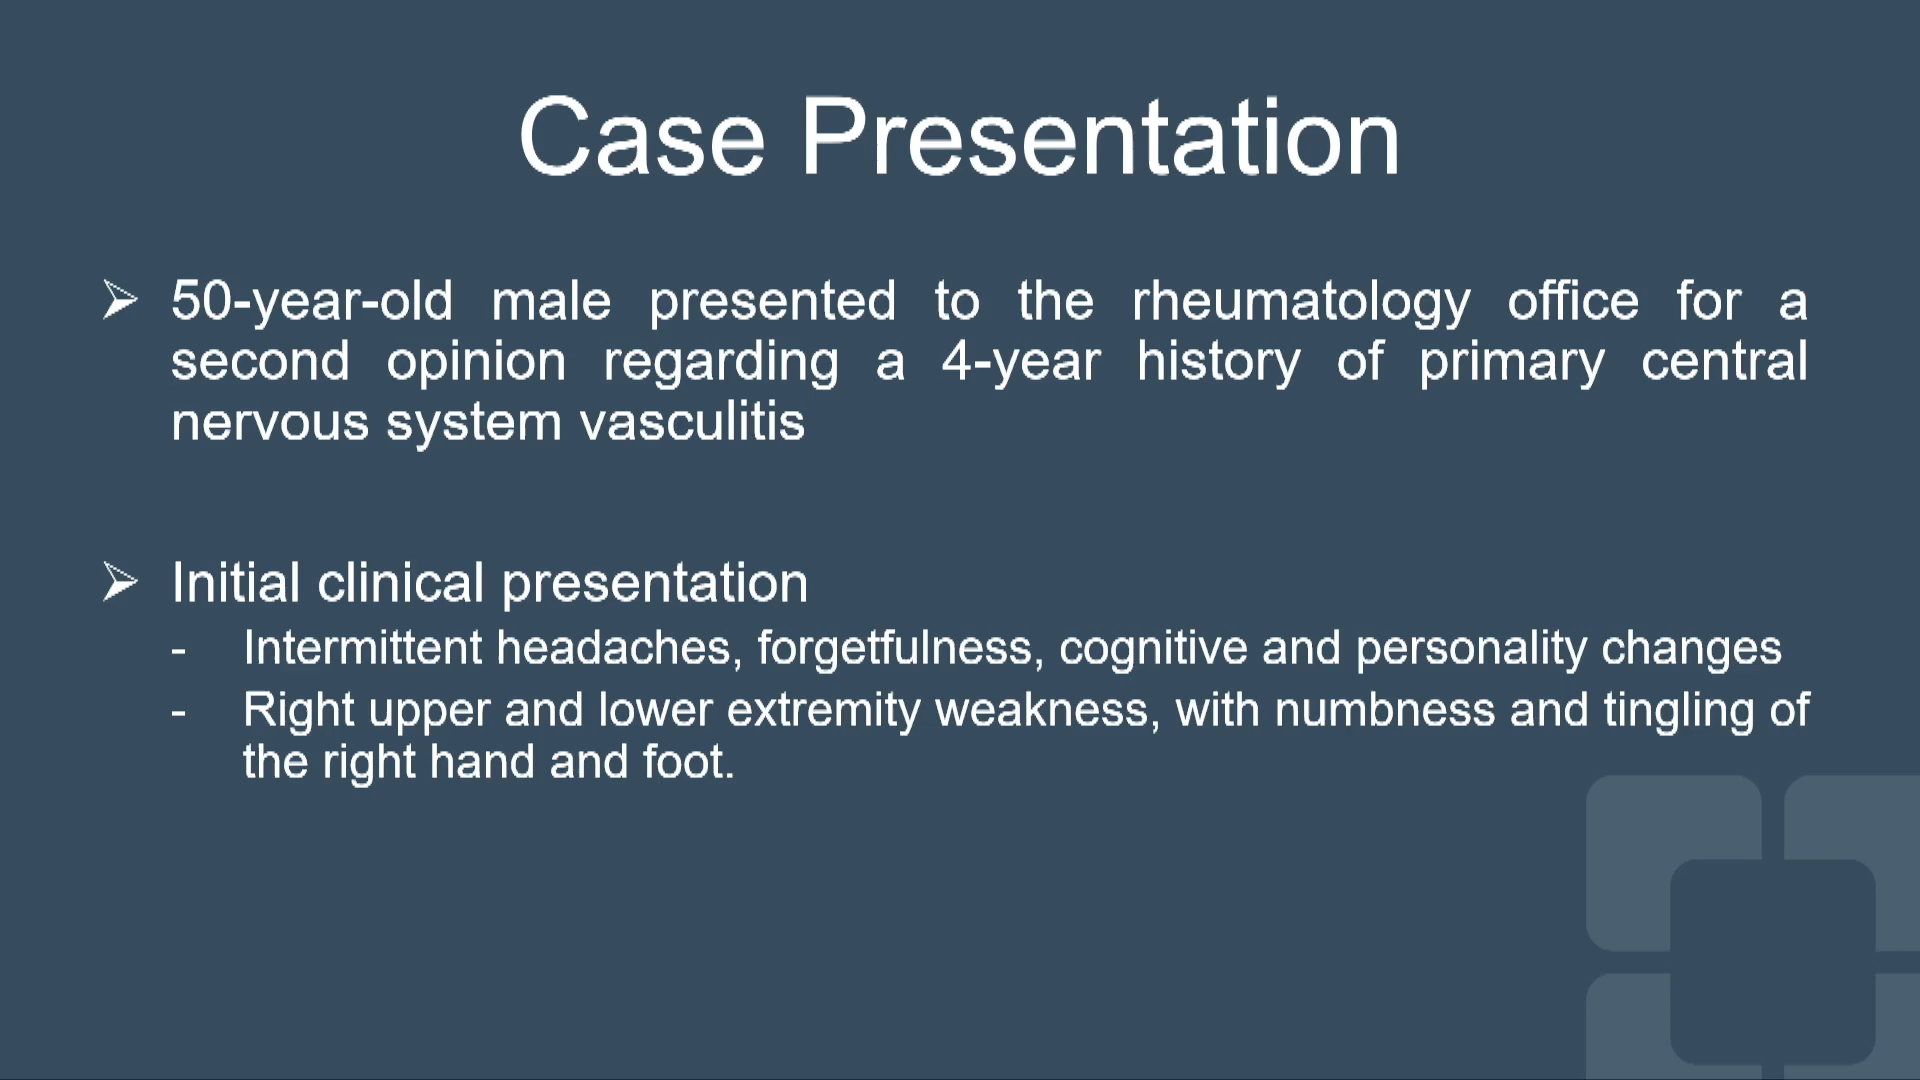 Case Presentation
➢ 50-year-old male presented to the rheumatology office for a
second opinion regarding a 4-year history of primary central
nervous system vasculitis
➢ Initial clinical presentation
- Intermittent headaches, forgetfulness, cognitive and personality changes
- Right upper and lower extremity weakness, with numbness and tingling of
the right hand and foot.